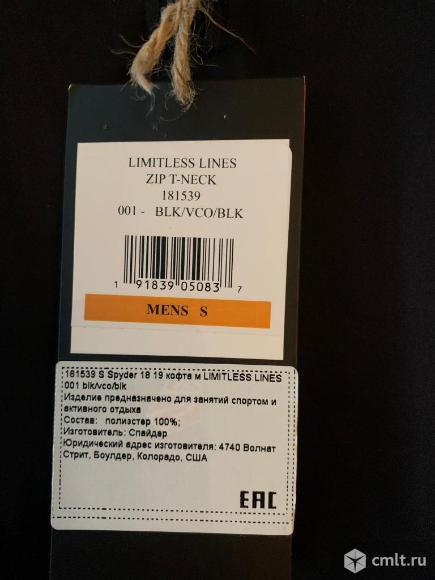 LIMITLESS LINES
ZIP T-NECK
181539
001 - BLK/VCO/BLK
1 91839 05083 7
MENS S
181539 S Spyder 18 19 кофта м LIMITLESS LINES
001 blk/vco/blk
Изделие предназначено для занятий спортом и
активного отдыха
Состав: полиэстер 100%;
Изготовитель: Спайдер
Юридический адрес изготовителя: 4740 Волнат
Стрит, Боулдер, Колорадо, США
EAC
cmlt.ru